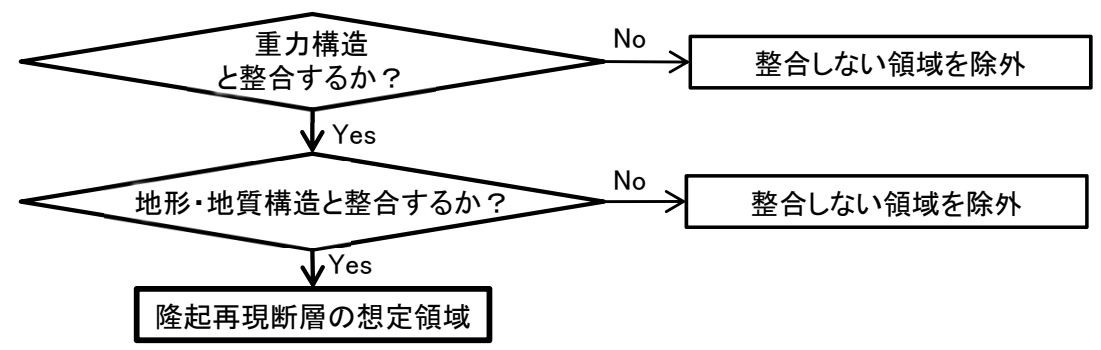 重力構造
と整合するか?
No
整合しない領域を除外
Yes
地形・地質構造と整合するか?
No
整合しない領域を除外
Yes
隆起再現断層の想定領域